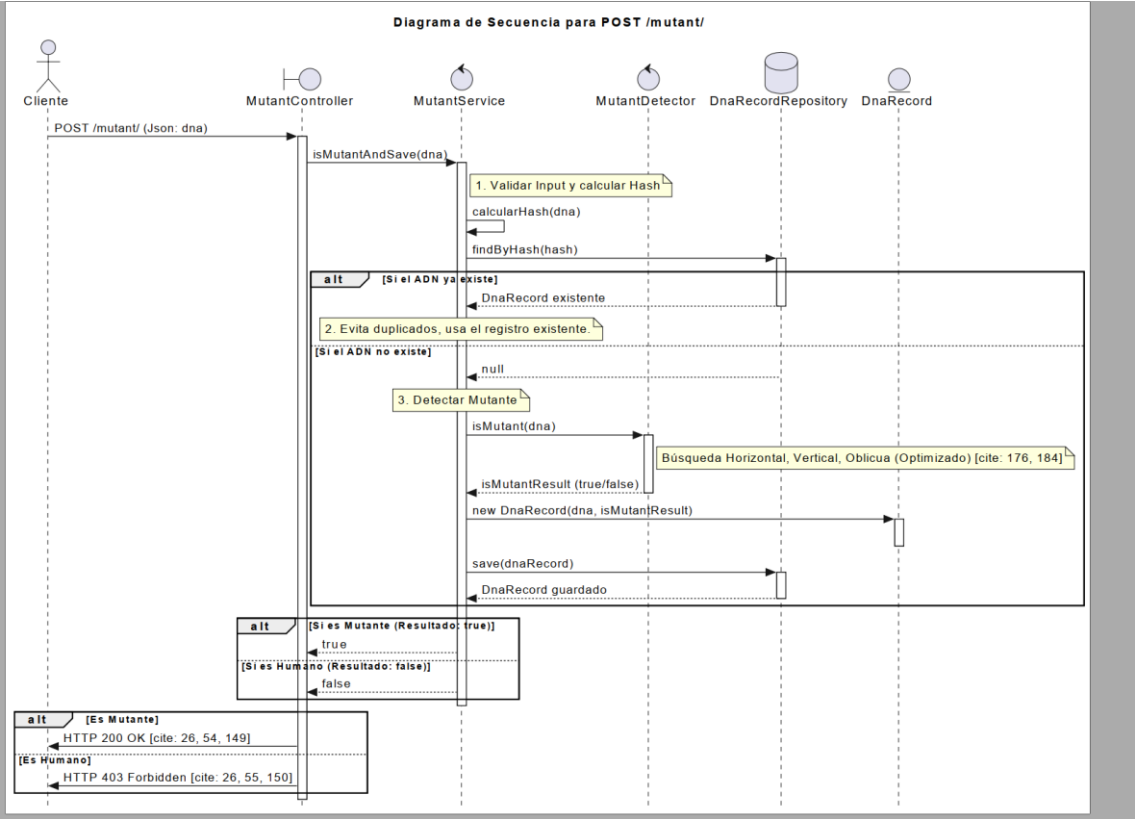 Diagrama de Secuencia para POST /mutant/
Cliente
MutantController
MutantService
MutantDetector
DnaRecordRepository
DnaRecord
POST /mutant/ (Json: dna)
isMutantAndSave(dna)
1. Validar Input y calcular Hash
calcularHash(dna)
findByHash(hash)
alt
[Si el ADN ya existe]
DnaRecord existente
2. Evita duplicados, usa el registro existente.
[Si el ADN no existe]
null
3. Detectar Mutante
isMutant(dna)
Búsqueda Horizontal, Vertical, Oblicua (Optimizado) [cite: 176, 184]
isMutantResult (true/false)
new DnaRecord(dna, isMutantResult)
save(dnaRecord)
DnaRecord guardado
alt
[Si es Mutante (Resultado: true)]
true
[Si es Humano (Resultado: false)]
false
alt
[Es Mutante]
HTTP 200 OK [cite: 26, 54, 149]
[Es Humano]
HTTP 403 Forbidden [cite: 26, 55, 150]